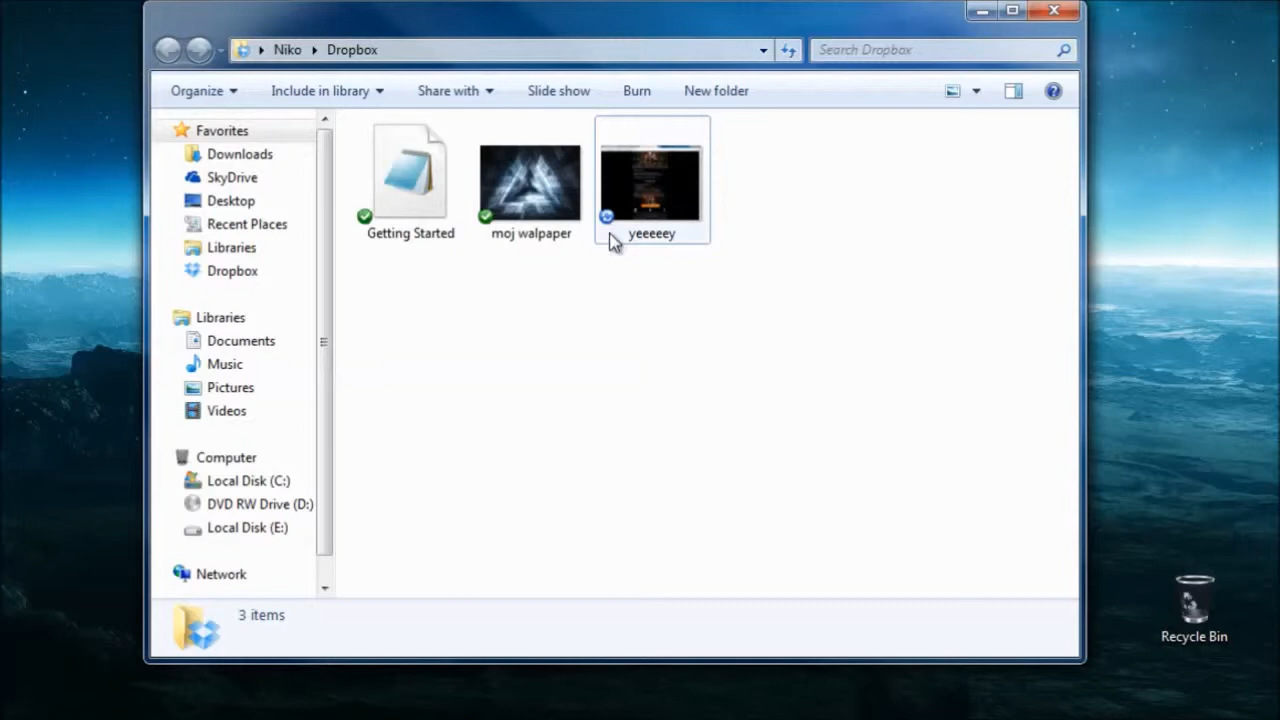 Niko Dropbox
Search Dropbox
Organize Include in library Share with Slide show Burn New folder
Favorites
Downloads
SkyDrive
Desktop
Recent Places
Libraries
Dropbox
Libraries
Documents
Music
Pictures
Videos
Computer
Local Disk (C:)
DVD RW Drive (D:)
Local Disk (E:)
Network
Getting Started
moj walpaper
yeeeeey
3 items
Recycle Bin